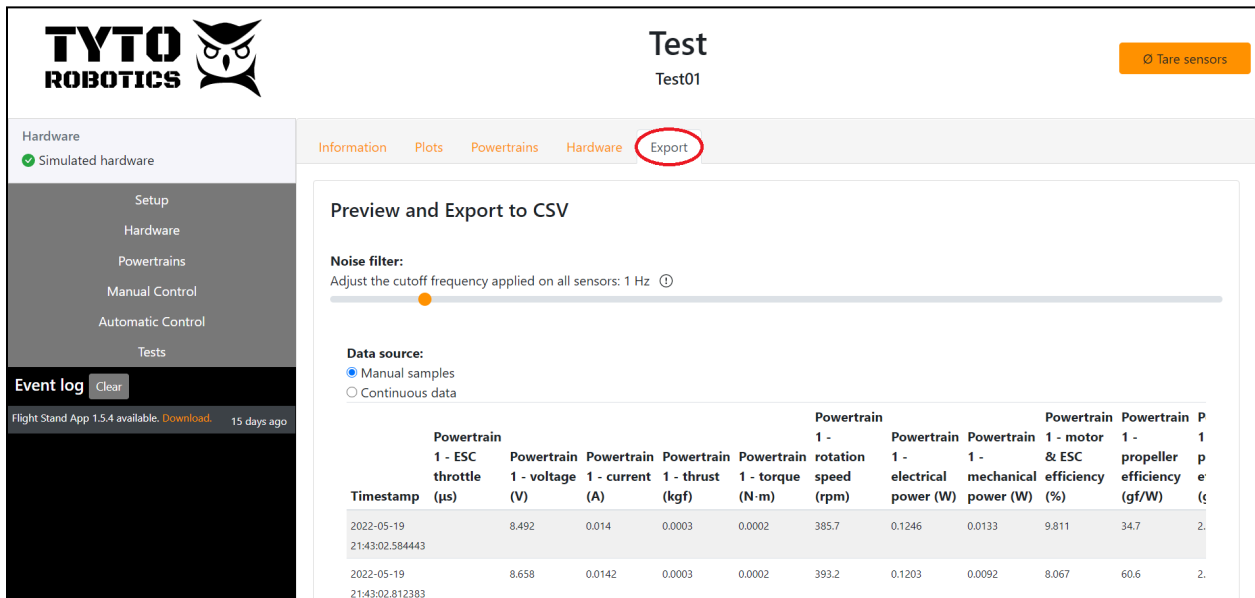 TYTO
ROBOTICS
Test
Test01
Ø Tare sensors
Hardware
Simulated hardware
Setup
Hardware
Powertrains
Manual Control
Automatic Control
Tests
Event log Clear
Flight Stand App 1.5.4 available. Download. 15 days ago
Information Plots Powertrains Hardware Export
Preview and Export to CSV
Noise filter:
Adjust the cutoff frequency applied on all sensors: 1 Hz
Data source:
Manual samples
Continuous data
Powertrain Powertrain Powertrain P
Powertrain 1 - Powertrain Powertrain 1 - motor 1 - 1
1 - ESC Powertrain Powertrain Powertrain Powertrain rotation 1 - 1 - & ESC propeller p
throttle 1 - voltage 1 - current 1 - thrust 1 - torque speed electrical mechanical efficiency efficiency e
Timestamp (µs) (V) (A) (kgf) (N·m) (rpm) power (W) power (W) (%) (gf/W) (
2022-05-19 8.492 0.014 0.0003 0.0002 385.7 0.1246 0.0133 9.811 34.7 2.
21:43:02.584443
2022-05-19 8.658 0.0142 0.0003 0.0002 393.2 0.1203 0.0092 8.067 60.6 2.
21:43:02.812383